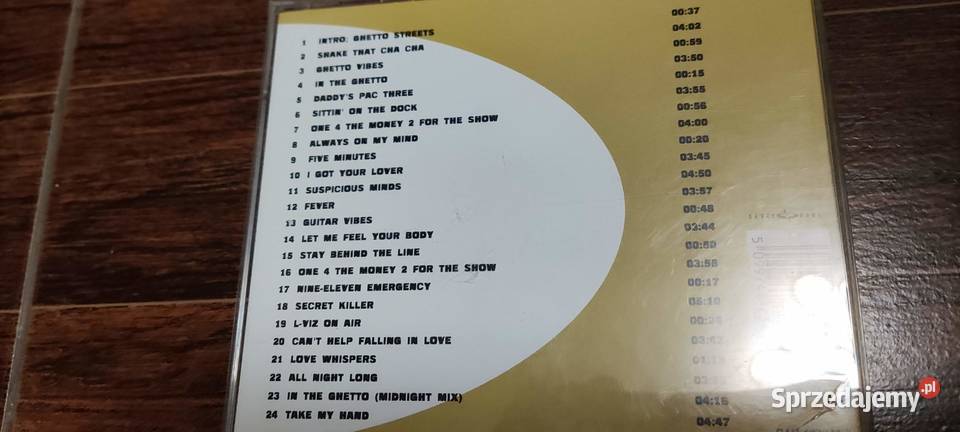 1 INTRO: GHETTO STREETS 00:37
2 SHAKE THAT CHA CHA 04:02
3 GHETTO VIBES 00:59
4 IN THE GHETTO 03:50
5 DADDY'S PAC THREE 00:15
6 SITTIN' ON THE DOCK 03:55
7 ONE 4 THE MONEY 2 FOR THE SHOW 00:56
8 ALWAYS ON MY MIND 04:00
9 FIVE MINUTES 00:20
10 I GOT YOUR LOVER 03:45
11 SUSPICIOUS MINDS 04:50
12 FEVER 03:57
13 GUITAR VIBES 00:48
14 LET ME FEEL YOUR BODY 03:44
15 STAY BEHIND THE LINE
16 ONE 4 THE MONEY 2 FOR THE SHOW
17 NINE-ELEVEN EMERGENCY 00:17
18 SECRET KILLER
19 L-VIZ ON AIR
20 CAN'T HELP FALLING IN LOVE
21 LOVE WHISPERS
22 ALL NIGHT LONG
23 IN THE GHETTO (MIDNIGHT MIX)
24 TAKE MY HAND 04:47
Sprzedajemy.pl